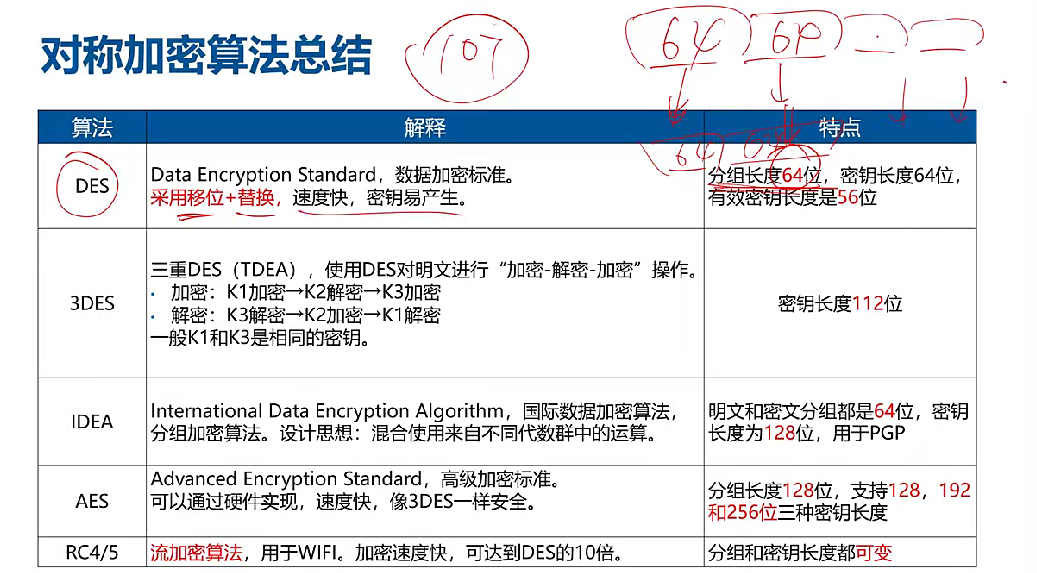 对称加密算法总结
107
64
64
算法 解释 特点
64
DES
Data Encryption Standard，数据加密标准。
采用移位+替换，速度快，密钥易产生。
分组长度64位，密钥长度64位，
有效密钥长度是56位
3DES
三重DES（TDEA），使用DES对明文进行“加密-解密-加密”操作。
· 加密：K1加密→K2解密→K3加密
· 解密：K3解密→K2加密→K1解密
一般K1和K3是相同的密钥。
密钥长度112位
IDEA
International Data Encryption Algorithm，国际数据加密算法，
分组加密算法。设计思想：混合使用来自不同代数群中的运算。
明文和密文分组都是64位，密钥
长度为128位，用于PGP
AES
Advanced Encryption Standard，高级加密标准。
可以通过硬件实现，速度快，像3DES一样安全。
分组长度128位，支持128，192
和256位三种密钥长度
RC4/5
流加密算法，用于WIFI。加密速度快，可达到DES的10倍。
分组和密钥长度都可变